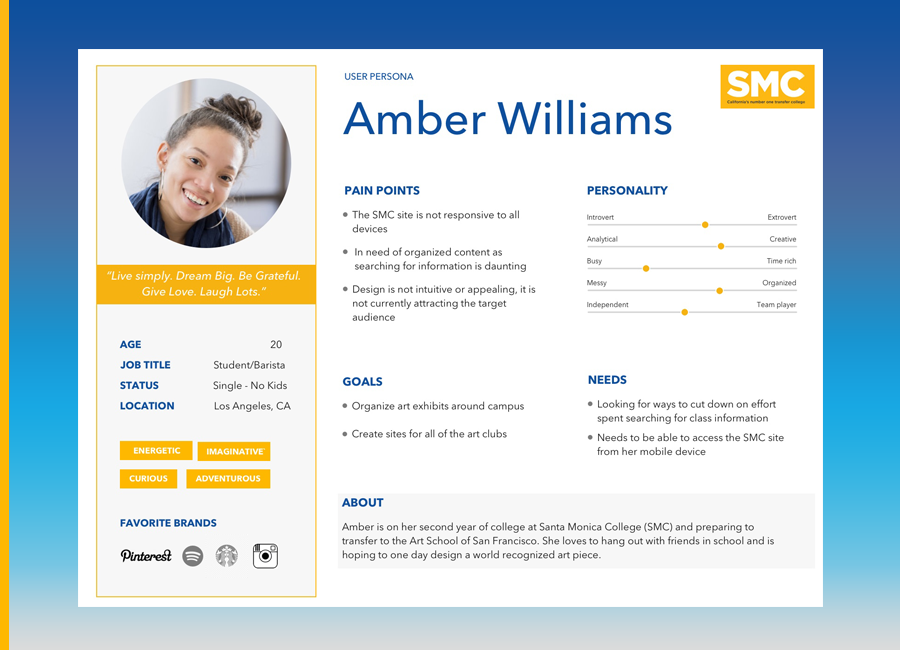 USER PERSONA
SMC
California's number one transfer college
Amber Williams
"Live simply. Dream Big. Be Grateful.
Give Love. Laugh Lots."
AGE 20
JOB TITLE Student/Barista
STATUS Single - No Kids
LOCATION Los Angeles, CA
ENERGETIC IMAGINATIVE
CURIOUS ADVENTUROUS
FAVORITE BRANDS
Pinterest
PAIN POINTS
• The SMC site is not responsive to all
devices
• In need of organized content as
searching for information is daunting
• Design is not intuitive or appealing, it is
not currently attracting the target
audience
PERSONALITY
Introvert Extrovert
Analytical Creative
Busy Time rich
Messy Organized
Independent Team player
GOALS
• Organize art exhibits around campus
• Create sites for all of the art clubs
NEEDS
• Looking for ways to cut down on effort
spent searching for class information
• Needs to be able to access the SMC site
from her mobile device
ABOUT
Amber is on her second year of college at Santa Monica College (SMC) and preparing to
transfer to the Art School of San Francisco. She loves to hang out with friends in school and is
hoping to one day design a world recognized art piece.